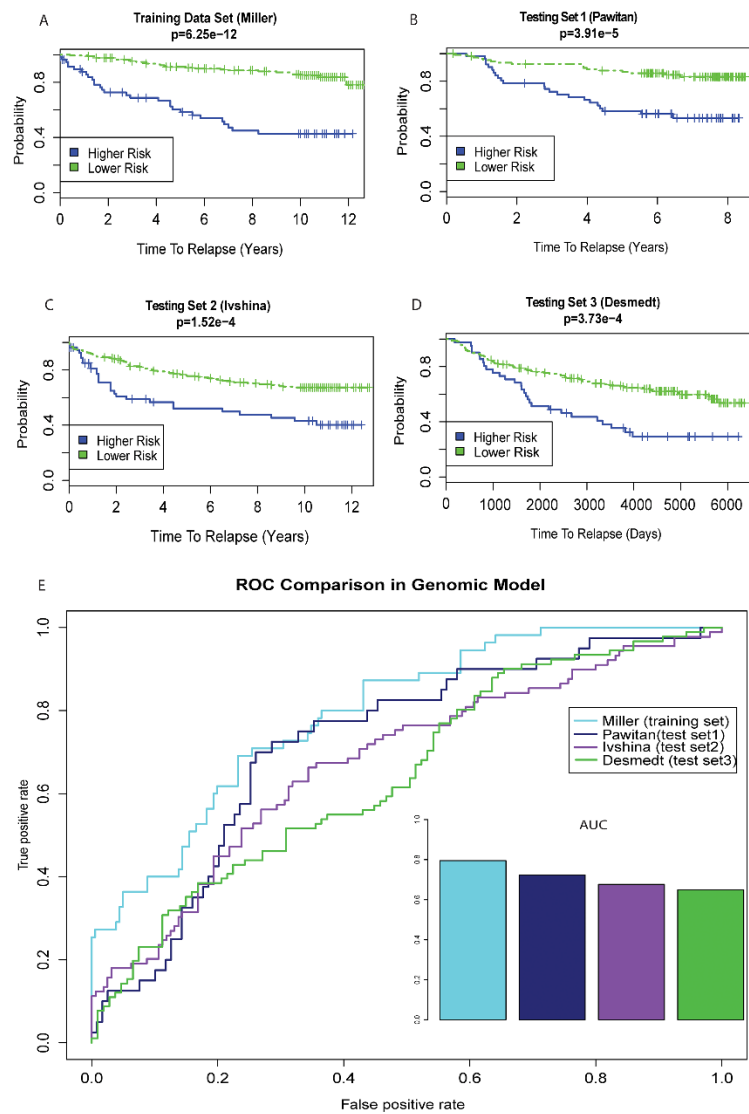 A
Training Data Set (Miller)
p=6.25e−12
Probability
0.0 0.4 0.8
Higher Risk
Lower Risk
0 2 4 6 8 10 12
Time To Relapse (Years)
B
Testing Set 1 (Pawitan)
p=3.91e−5
Probability
0.0 0.4 0.8
Higher Risk
Lower Risk
0 2 4 6 8
Time To Relapse (Years)
C
Testing Set 2 (Ivshina)
p=1.52e−4
Probability
0.0 0.4 0.8
Higher Risk
Lower Risk
0 2 4 6 8 10 12
Time To Relapse (Years)
D
Testing Set 3 (Desmedt)
p=3.73e−4
Probability
0.0 0.4 0.8
Higher Risk
Lower Risk
0 1000 2000 3000 4000 5000 6000
Time To Relapse (Days)
E
ROC Comparison in Genomic Model
True positive rate
0.0 0.2 0.4 0.6 0.8 1.0
Miller (training set)
Pawitan(test set1)
Ivshina (test set2)
Desmedt (test set3)
AUC
0.0 0.2 0.4 0.6 0.8 1.0
0.0 0.2 0.4 0.6 0.8 1.0
False positive rate